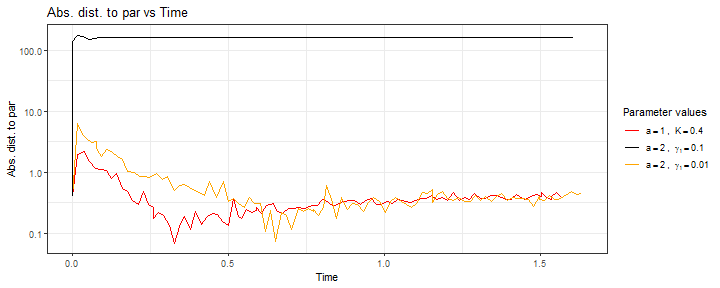 Abs. dist. to par vs Time
Abs. dist. to par
100.0
10.0
1.0
0.1
0.0
0.5
1.0
1.5
Time
Parameter values
a = 1 , K = 0.4
a = 2 , γ₁ = 0.1
a = 2 , γ₁ = 0.01